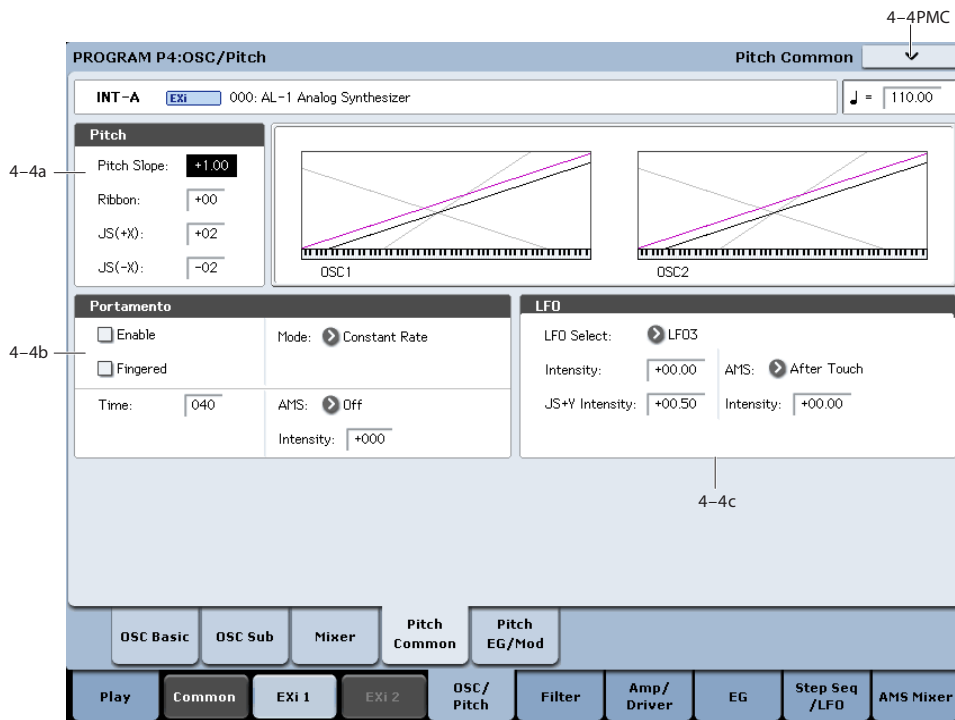 4-4PMC
PROGRAM P4:OSC/Pitch
Pitch Common
INT-A
EXi
000: AL-1 Analog Synthesizer
♩ = 110.00
Pitch
4-4a
Pitch Slope: +1.00
Ribbon: +00
JS(+X): +02
JS(-X): -02
OSC1
OSC2
Portamento
4-4b
Enable
Fingered
Mode: Constant Rate
Time: 040
AMS: Off
Intensity: +000
LFO
LFO Select: LFO3
Intensity: +00.00
AMS: After Touch
JS+Y Intensity: +00.50
Intensity: +00.00
4-4c
OSC Basic
OSC Sub
Mixer
Pitch
Common
Pitch
EG/Mod
Play
Common
EXi 1
EXi 2
OSC/
Pitch
Filter
Amp/
Driver
EG
Step Seq
/LFO
AMS Mixer